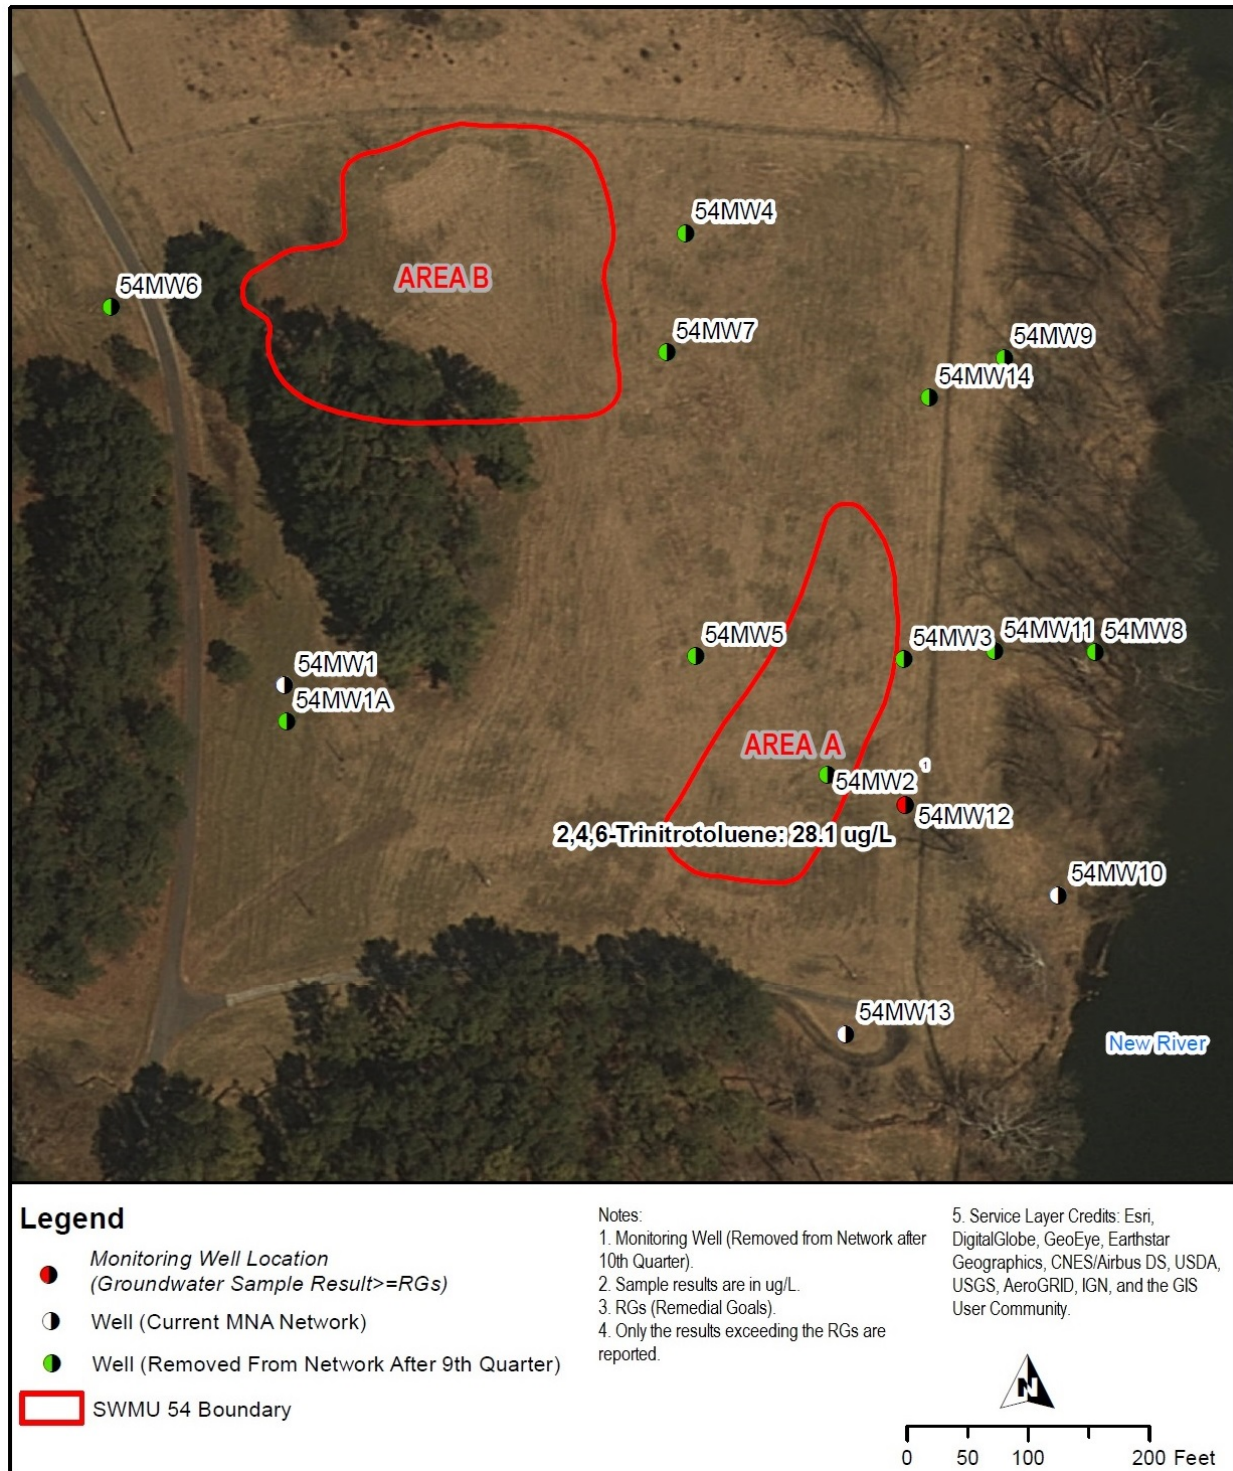 54MW4
54MW6
AREA B
54MW7
54MW9
54MW14
54MW5
54MW3
54MW11
54MW8
54MW1
54MW1A
AREA A
54MW2 1
54MW12
2,4,6-Trinitrotoluene: 28.1 ug/L
54MW10
54MW13
New River
Legend
Monitoring Well Location
(Groundwater Sample Result>=RGs)
Well (Current MNA Network)
Well (Removed From Network After 9th Quarter)
SWMU 54 Boundary
Notes:
1. Monitoring Well (Removed from Network after
10th Quarter).
2. Sample results are in ug/L.
3. RGs (Remedial Goals).
4. Only the results exceeding the RGs are
reported.
5. Service Layer Credits: Esri,
DigitalGlobe, GeoEye, Earthstar
Geographics, CNES/Airbus DS, USDA,
USGS, AeroGRID, IGN, and the GIS
User Community.
N
0 50 100 200 Feet